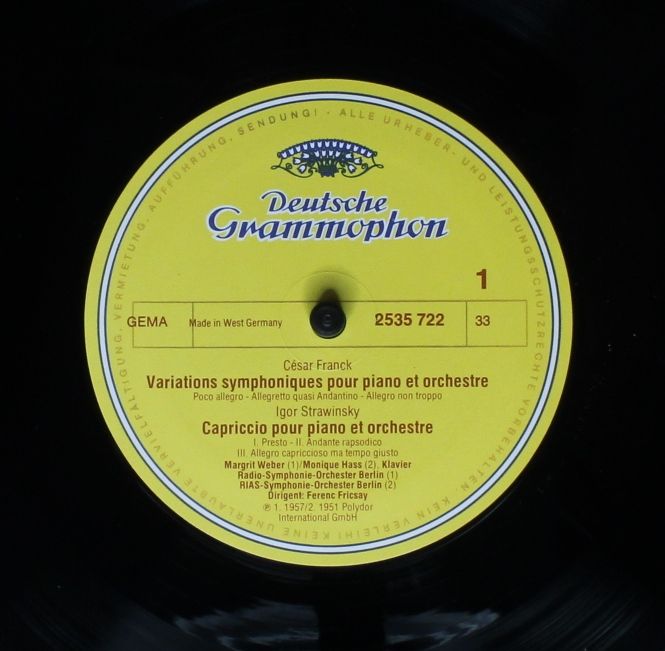 ALLE URHEBER- UND LEISTUNGSSCHUTZRECHTE VORBEHALTEN. KEIN VERLEIH! KEINE UNERLAUBTE VERVIELFÄLTIGUNG, VERMIETUNG, AUFFÜHRUNG, SENDUNG! -
Deutsche
Grammophon
1
GEMA Made in West Germany 2535 722 33
César Franck
Variations symphoniques pour piano et orchestre
Poco allegro - Allegretto quasi Andantino - Allegro non troppo
Igor Strawinsky
Capriccio pour piano et orchestre
I. Presto - II. Andante rapsodico
III. Allegro capriccioso ma tempo giusto
Margrit Weber (1)/Monique Hass (2). Klavier
Radio-Symphonie-Orchester Berlin (1)
RIAS-Symphonie-Orchester Berlin (2)
Dirigent: Ferenc Fricsay
℗ 1. 1957/2. 1951 Polydor
International GmbH